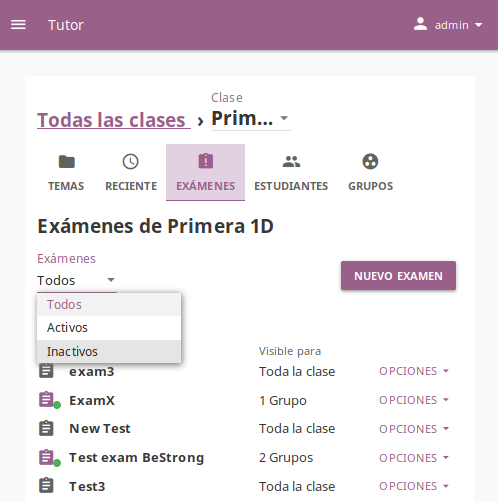 Tutor
admin
Clase
Todas las clases › Prim...
TEMAS
RECIENTE
EXÁMENES
ESTUDIANTES
GRUPOS
Exámenes de Primera 1D
Exámenes
Todos
NUEVO EXAMEN
Todos
Activos
Inactivos
Visible para
exam3 Toda la clase OPCIONES
ExamX 1 Grupo OPCIONES
New Test Toda la clase OPCIONES
Test exam BeStrong 2 Grupos OPCIONES
Test3 Toda la clase OPCIONES